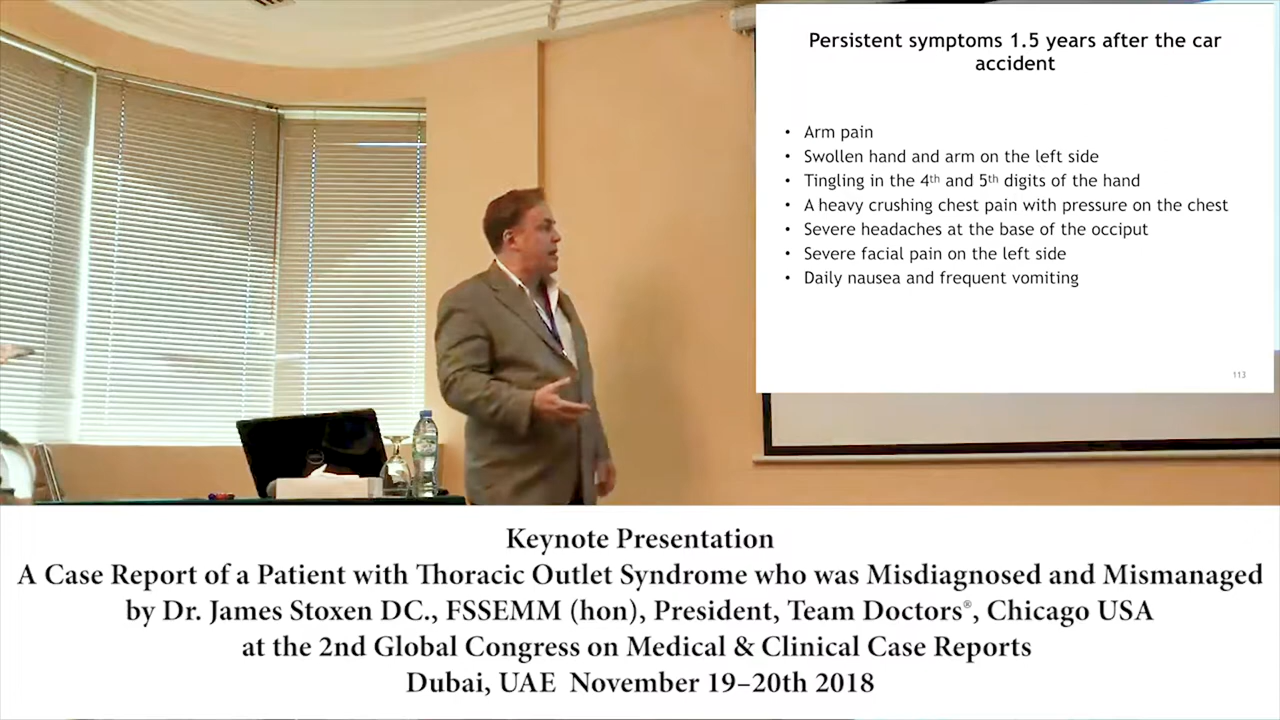 Persistent symptoms 1.5 years after the car
accident
• Arm pain
• Swollen hand and arm on the left side
• Tingling in the 4th and 5th digits of the hand
• A heavy crushing chest pain with pressure on the chest
• Severe headaches at the base of the occiput
• Severe facial pain on the left side
• Daily nausea and frequent vomiting
113
Keynote Presentation
A Case Report of a Patient with Thoracic Outlet Syndrome who was Misdiagnosed and Mismanaged
by Dr. James Stoxen DC., FSSEMM (hon), President, Team Doctors®, Chicago USA
at the 2nd Global Congress on Medical & Clinical Case Reports
Dubai, UAE November 19–20th 2018